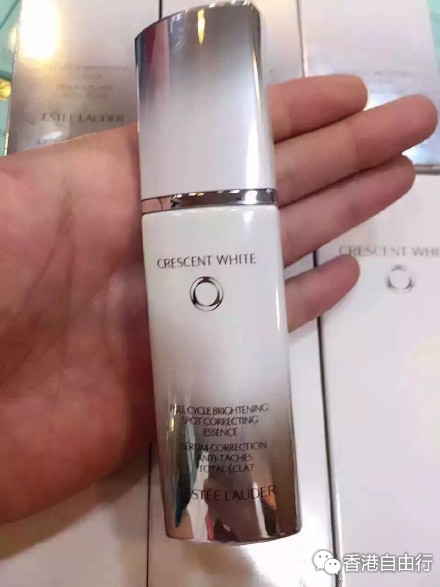 ESTEE LAUDER
CRESCENT WHITE
FULL CYCLE BRIGHTENING
SPOT CORRECTING
ESSENCE
SÉRUM CORRECTION
ANTI-TACHES
TOTAL ÉCLAT
ESTEE LAUDER
CRESCENT WHIT
香港自由行